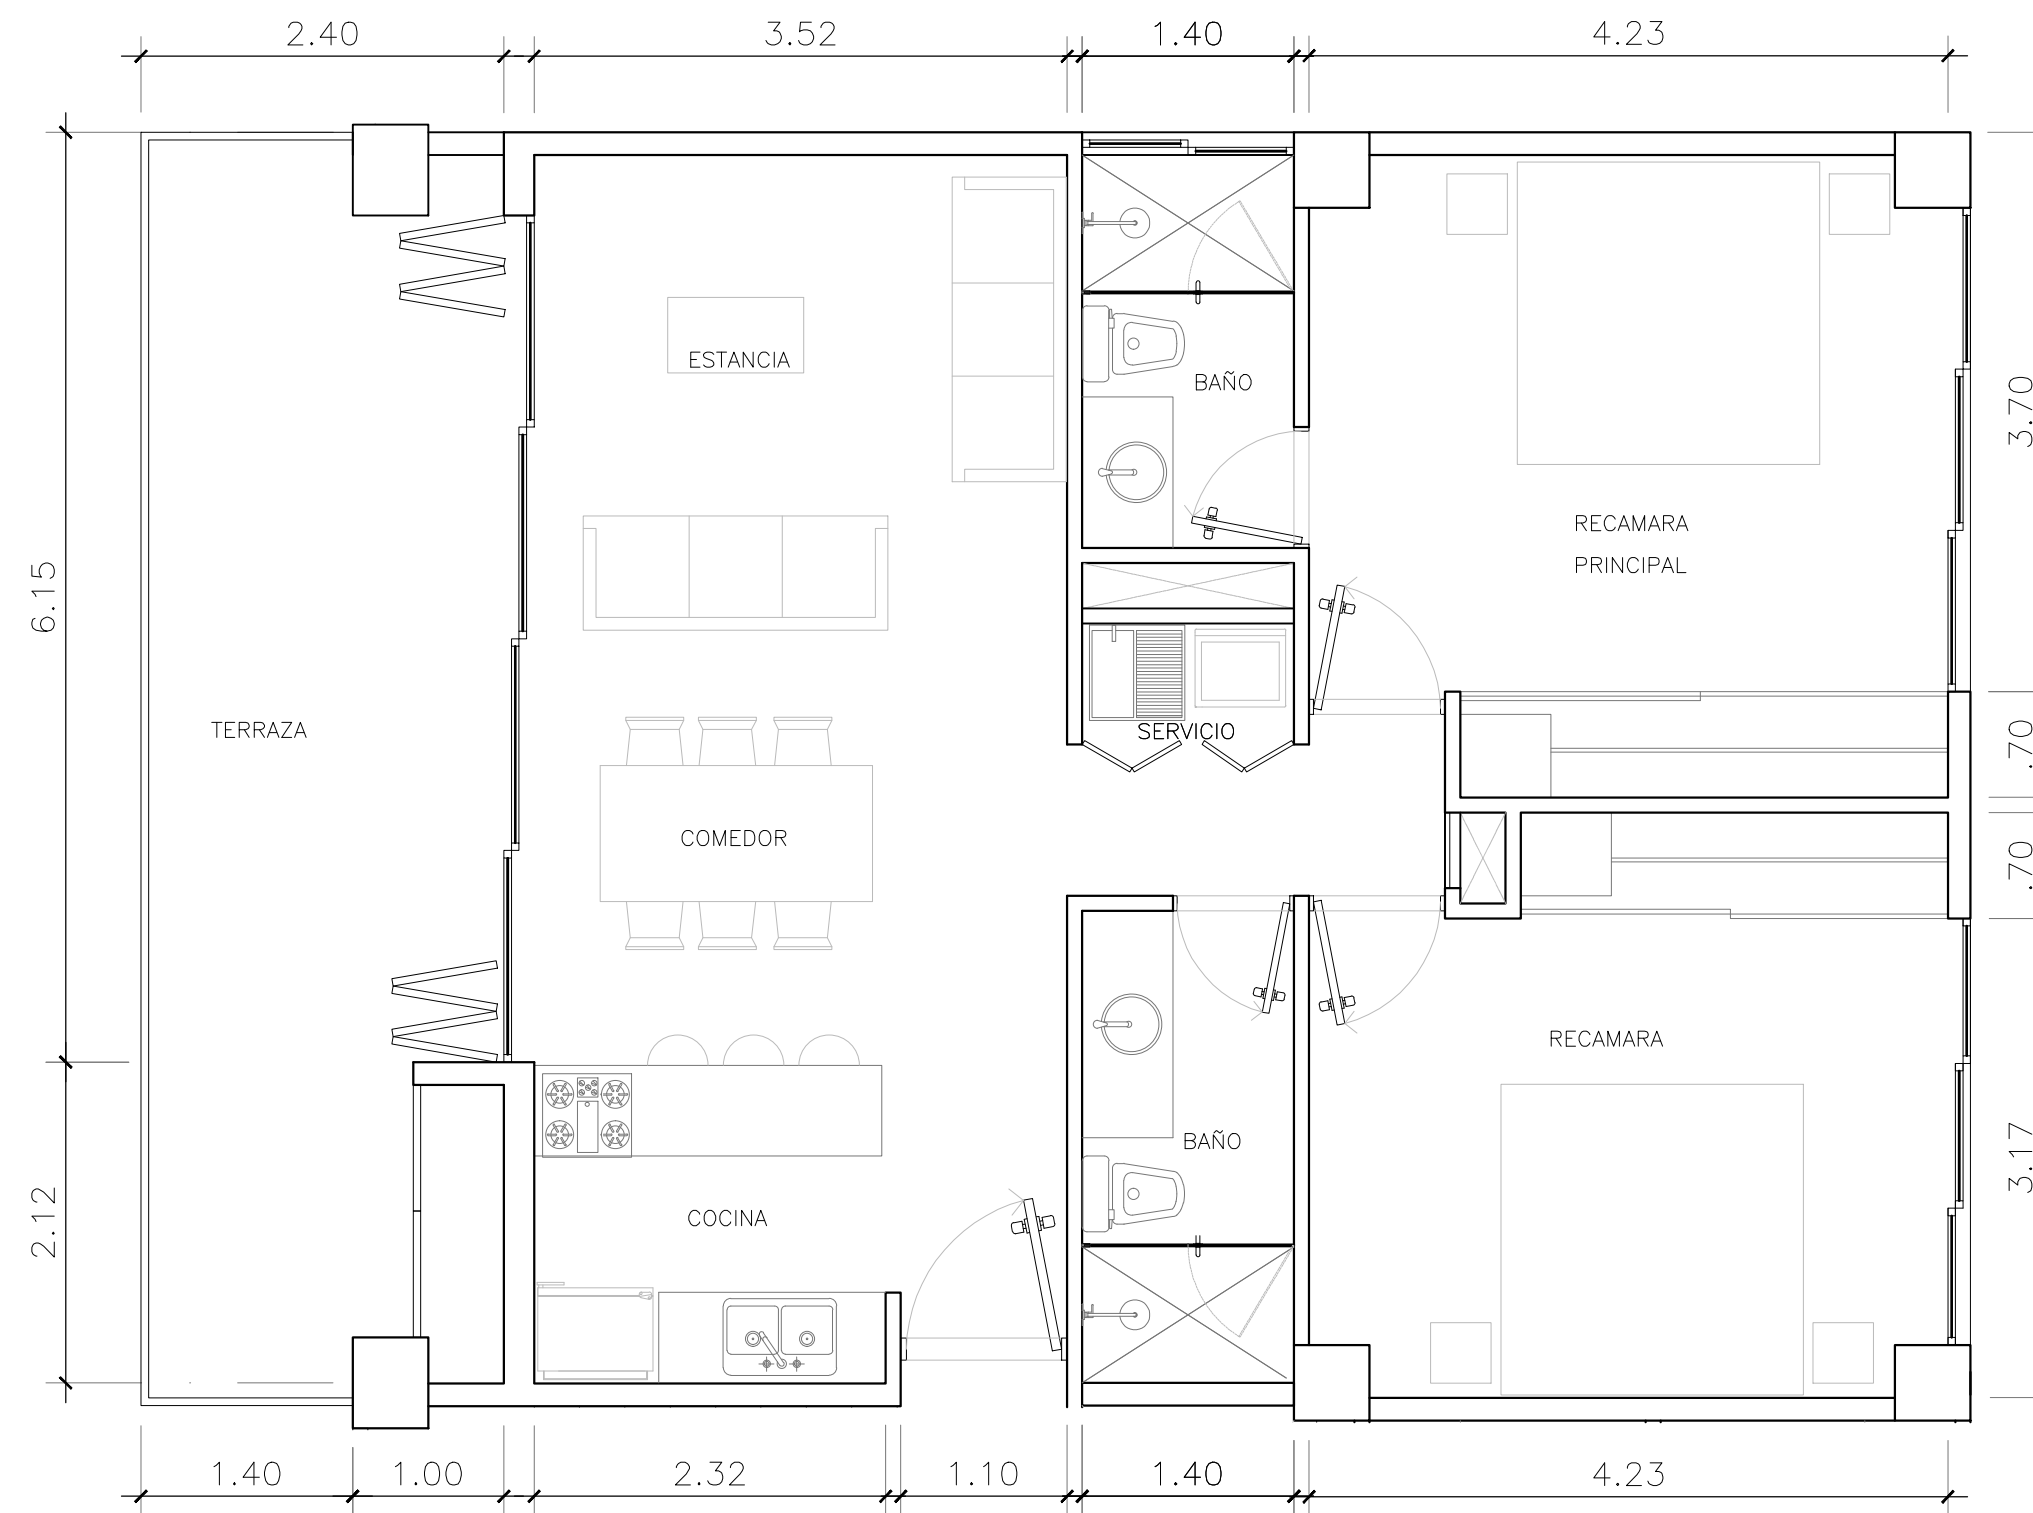 2.40
3.52
1.40
4.23
ESTANCIA
BAÑO
3.70
RECAMARA
PRINCIPAL
6.15
TERRAZA
SERVICIO
.70
COMEDOR
.70
RECAMARA
BAÑO
3.17
COCINA
2.12
1.40
1.00
2.32
1.10
1.40
4.23